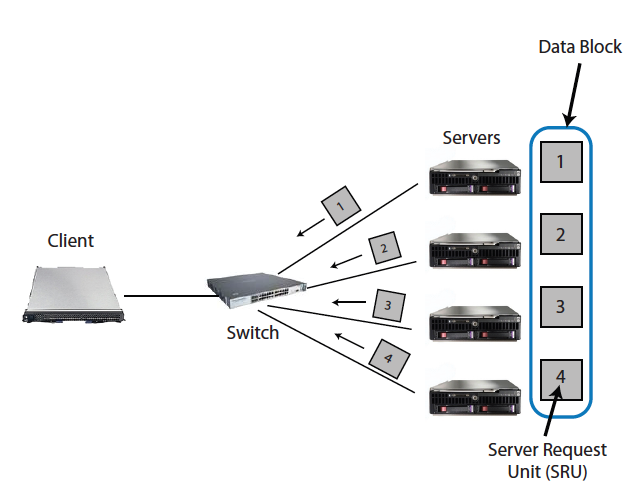 Data Block
Servers
1
1
2
2
Client
3
3
Switch
4
4
Server Request
Unit (SRU)